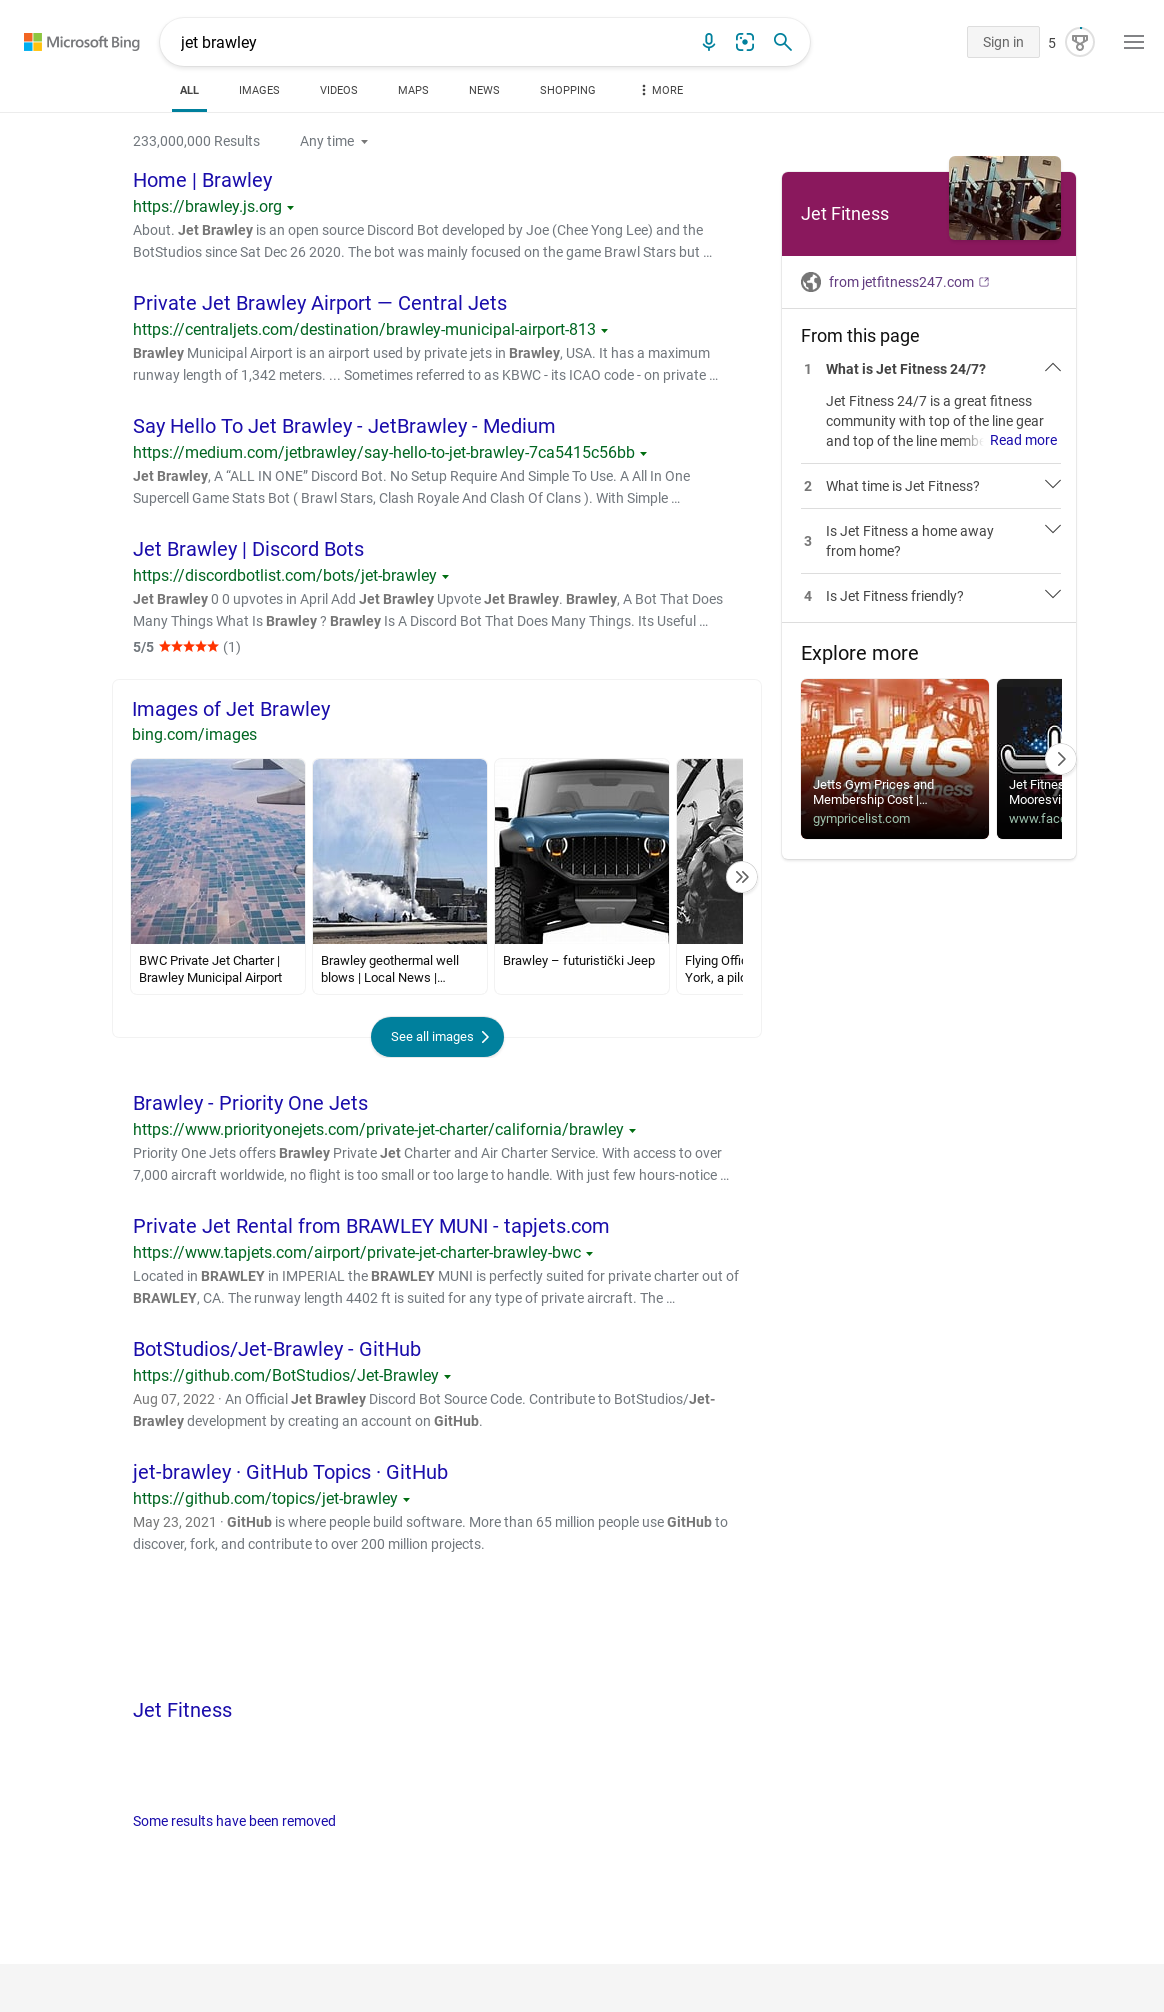 Microsoft Bing
jet brawley
Sign in
5
ALL
IMAGES
VIDEOS
MAPS
NEWS
SHOPPING
MORE
233,000,000 Results
Any time
Home | Brawley
https://brawley.js.org
About. Jet Brawley is an open source Discord Bot developed by Joe (Chee Yong Lee) and the
BotStudios since Sat Dec 26 2020. The bot was mainly focused on the game Brawl Stars but …
Private Jet Brawley Airport — Central Jets
https://centraljets.com/destination/brawley-municipal-airport-813
Brawley Municipal Airport is an airport used by private jets in Brawley, USA. It has a maximum
runway length of 1,342 meters. ... Sometimes referred to as KBWC - its ICAO code - on private …
Say Hello To Jet Brawley - JetBrawley - Medium
https://medium.com/jetbrawley/say-hello-to-jet-brawley-7ca5415c56bb
Jet Brawley, A “ALL IN ONE” Discord Bot. No Setup Require And Simple To Use. A All In One
Supercell Game Stats Bot ( Brawl Stars, Clash Royale And Clash Of Clans ). With Simple …
Jet Brawley | Discord Bots
https://discordbotlist.com/bots/jet-brawley
Jet Brawley 0 0 upvotes in April Add Jet Brawley Upvote Jet Brawley. Brawley, A Bot That Does
Many Things What Is Brawley ? Brawley Is A Discord Bot That Does Many Things. Its Useful …
5/5 ★★★★★ (1)
Images of Jet Brawley
bing.com/images
Brawley
BWC Private Jet Charter |
Brawley Municipal Airport
Brawley geothermal well
blows | Local News |…
Brawley – futuristički Jeep
Flying Offic
York, a pilo
See all images
Brawley - Priority One Jets
https://www.priorityonejets.com/private-jet-charter/california/brawley
Priority One Jets offers Brawley Private Jet Charter and Air Charter Service. With access to over
7,000 aircraft worldwide, no flight is too small or too large to handle. With just few hours-notice …
Private Jet Rental from BRAWLEY MUNI - tapjets.com
https://www.tapjets.com/airport/private-jet-charter-brawley-bwc
Located in BRAWLEY in IMPERIAL the BRAWLEY MUNI is perfectly suited for private charter out of
BRAWLEY, CA. The runway length 4402 ft is suited for any type of private aircraft. The …
BotStudios/Jet-Brawley - GitHub
https://github.com/BotStudios/Jet-Brawley
Aug 07, 2022 · An Official Jet Brawley Discord Bot Source Code. Contribute to BotStudios/Jet-
Brawley development by creating an account on GitHub.
jet-brawley · GitHub Topics · GitHub
https://github.com/topics/jet-brawley
May 23, 2021 · GitHub is where people build software. More than 65 million people use GitHub to
discover, fork, and contribute to over 200 million projects.
Jet Fitness
Some results have been removed
Jet Fitness
from jetfitness247.com
From this page
1 What is Jet Fitness 24/7?
Jet Fitness 24/7 is a great fitness
community with top of the line gear
and top of the line membe Read more
2 What time is Jet Fitness?
3 Is Jet Fitness a home away
from home?
4 Is Jet Fitness friendly?
Explore more
jetts
24 hour fitness
Jetts Gym Prices and
Membership Cost |…
gympricelist.com
Jet Fitnes
Mooresvi
www.face